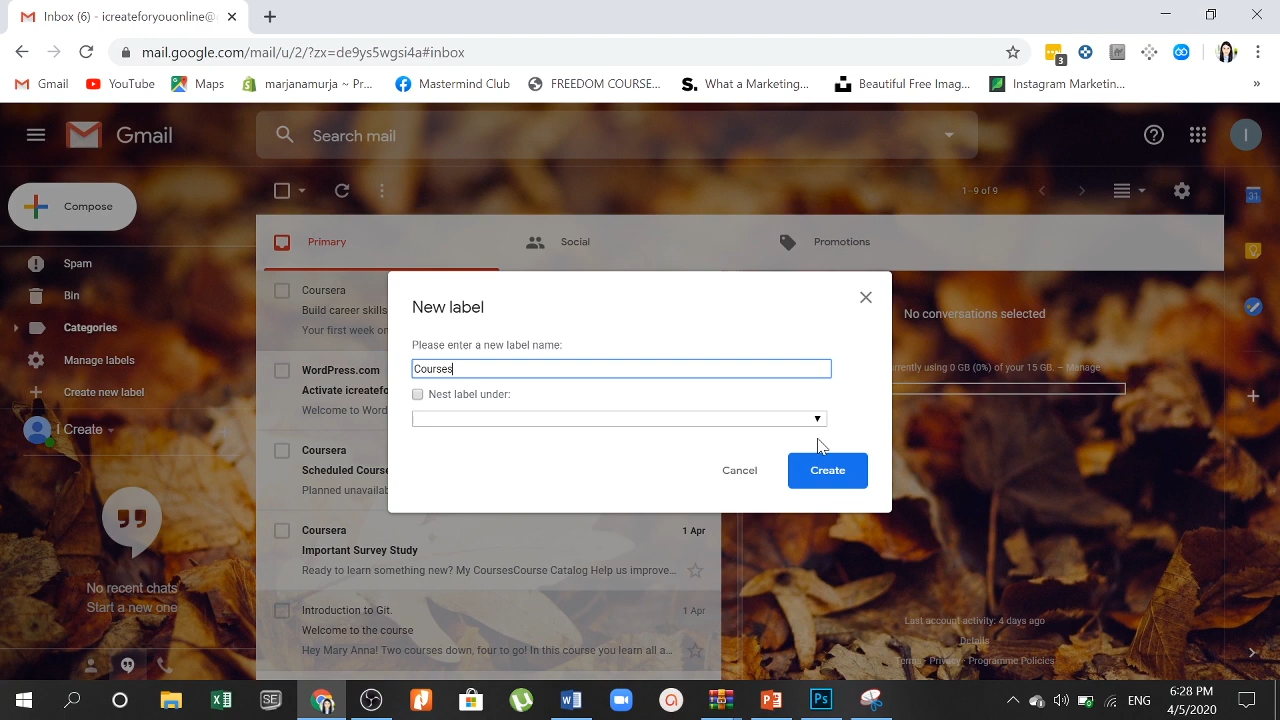 Inbox (6) - icreateforyouonline@
mail.google.com/mail/u/2/?zx=de9ys5wgsi4a#inbox
3
Gmail
YouTube
Maps
marjanamurja ~ Pr...
Mastermind Club
FREEDOM COURSE...
What a Marketing...
Beautiful Free Imag...
Instagram Marketin...
Gmail
Search mail
I
Compose
1–9 of 9
31
Primary
Social
Promotions
Spam
Bin
Categories
Manage labels
Create new label
I Create
No recent chats
Start a new one
Coursera
Build career skills
Your first week on
WordPress.com
Activate icreatefo
Welcome to Word
Coursera
Scheduled Course
Planned unavailab
Coursera
1 Apr
Important Survey Study
Ready to learn something new? My CoursesCourse Catalog Help us improve...
Introduction to Git.
1 Apr
Welcome to the course
Hey Mary Anna! Two courses down, four to go! In this course you learn all a...
New label
Please enter a new label name:
Courses
Nest label under:
Cancel
Create
No conversations selected
rrently using 0 GB (0%) of your 15 GB. – Manage
Last account activity: 4 days ago
Details
Terms - Privacy - Programme Policies
SE
Ps
ENG
6:28 PM
4/5/2020